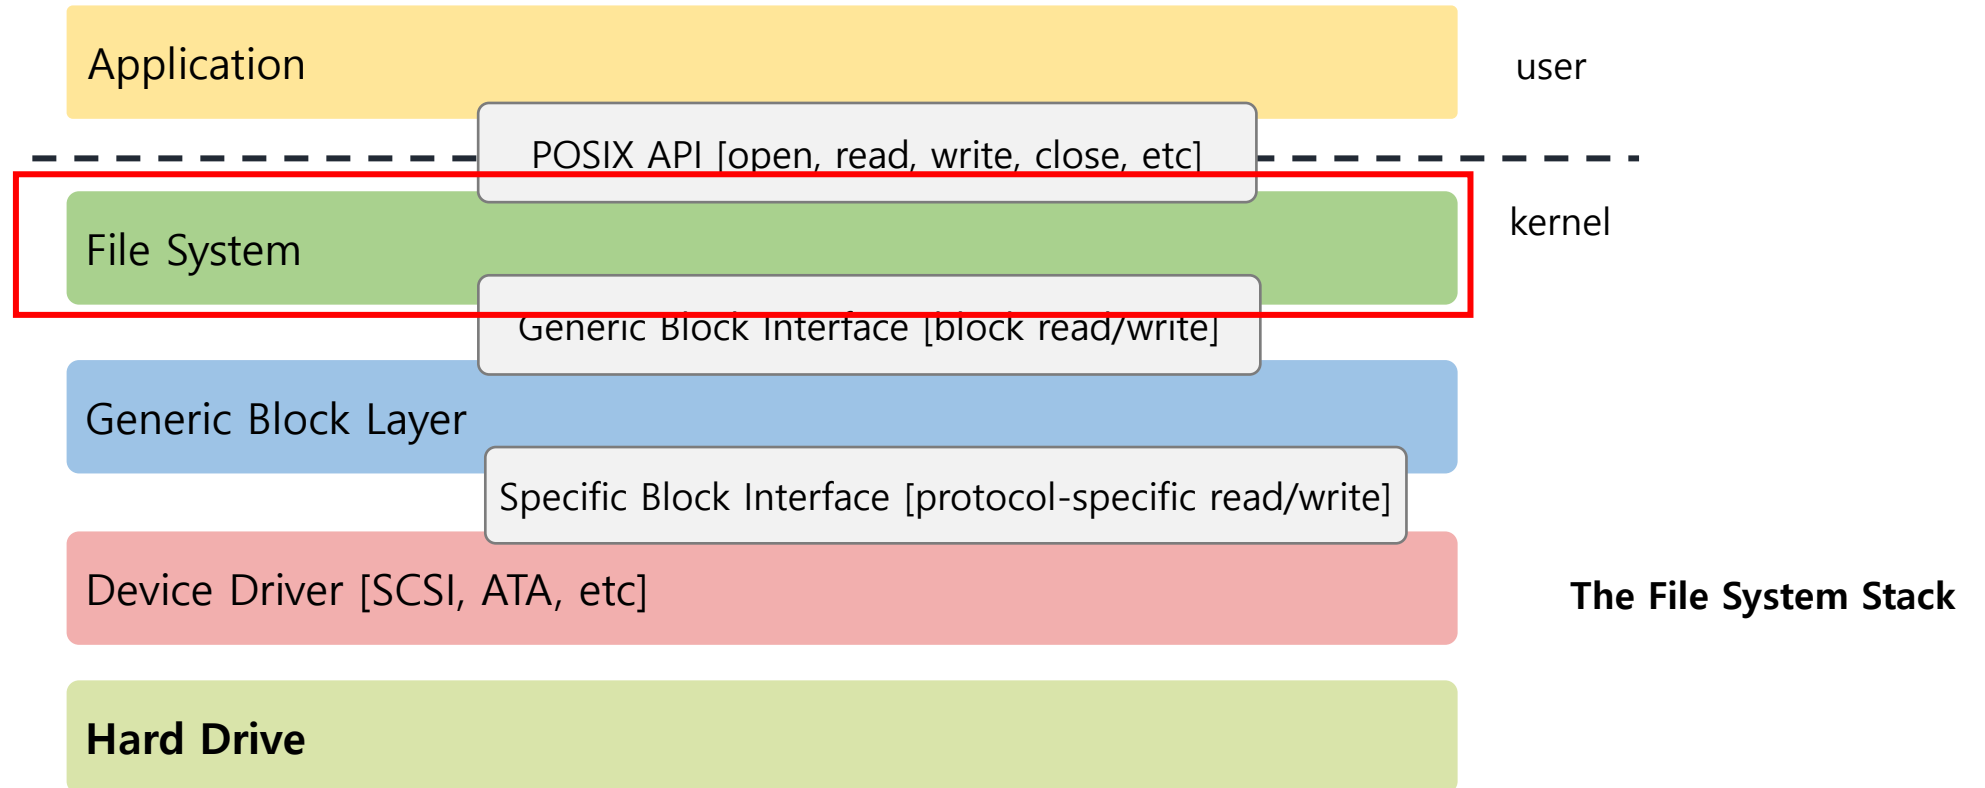 Application
user
POSIX API [open, read, write, close, etc]
kernel
File System
Generic Block Interface [block read/write]
Generic Block Layer
Specific Block Interface [protocol-specific read/write]
Device Driver [SCSI, ATA, etc]
The File System Stack
Hard Drive